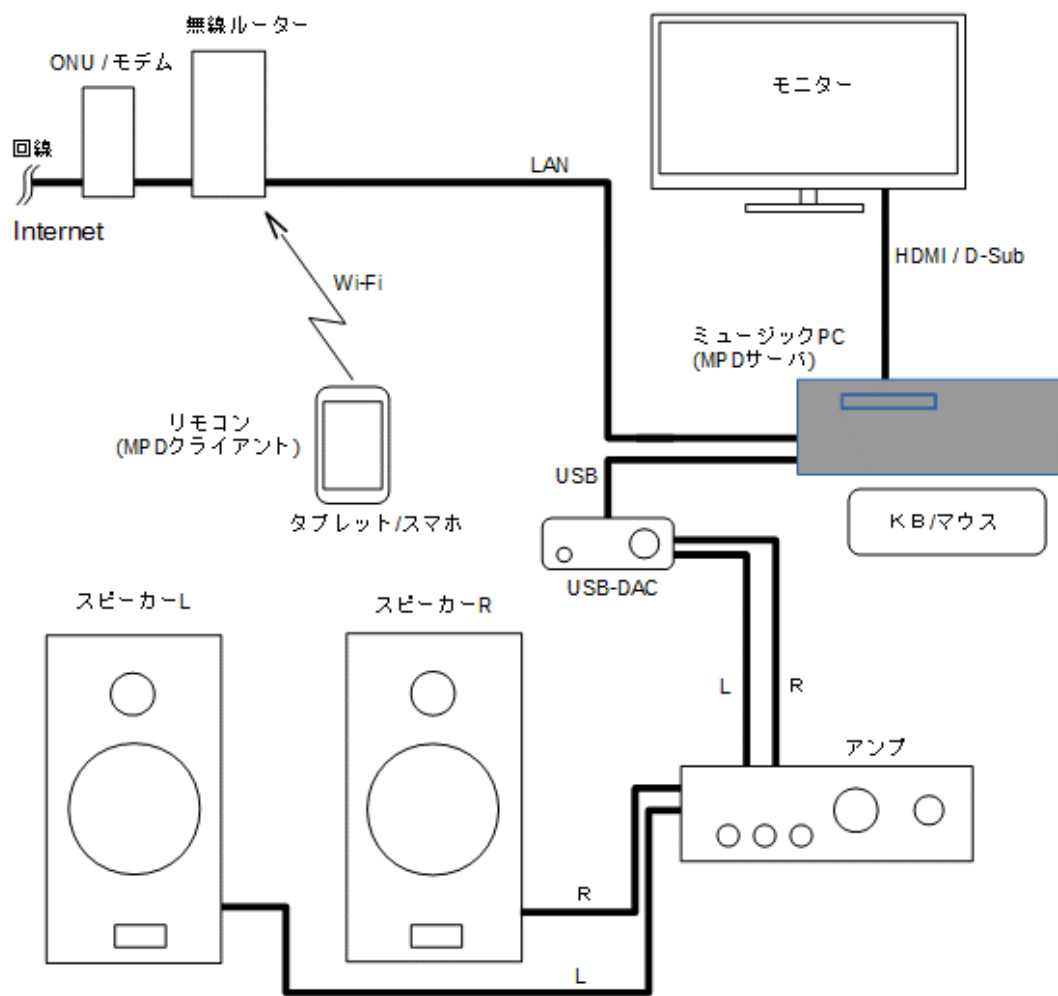 無線ルーター
ONU / モデム
モニター
回線
LAN
Internet
HDMI / D-Sub
Wi-Fi
ミュージックPC
(MPDサーバ)
リモコン
(MPDクライアント)
USB
KB/マウス
タブレット/スマホ
USB-DAC
スピーカーL
スピーカーR
L
R
アンプ
R
L